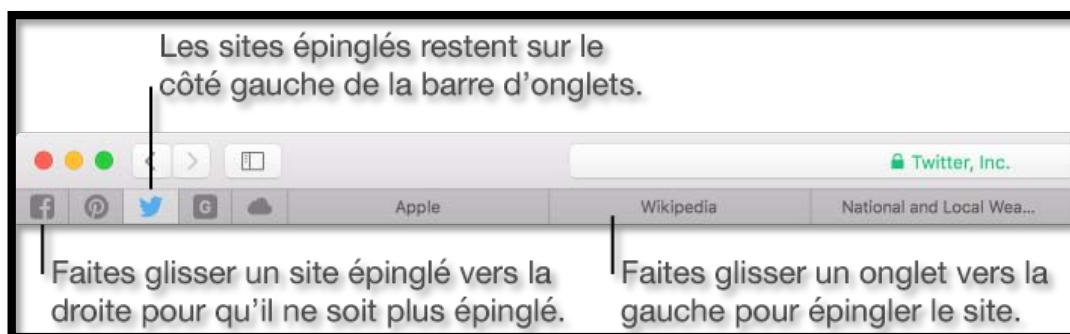 Les sites épinglés restent sur le
côté gauche de la barre d’onglets.
Twitter, Inc.
G
Apple
Wikipedia
National and Local Wea...
Faites glisser un site épinglé vers la
droite pour qu’il ne soit plus épinglé.
Faites glisser un onglet vers la
gauche pour épingler le site.